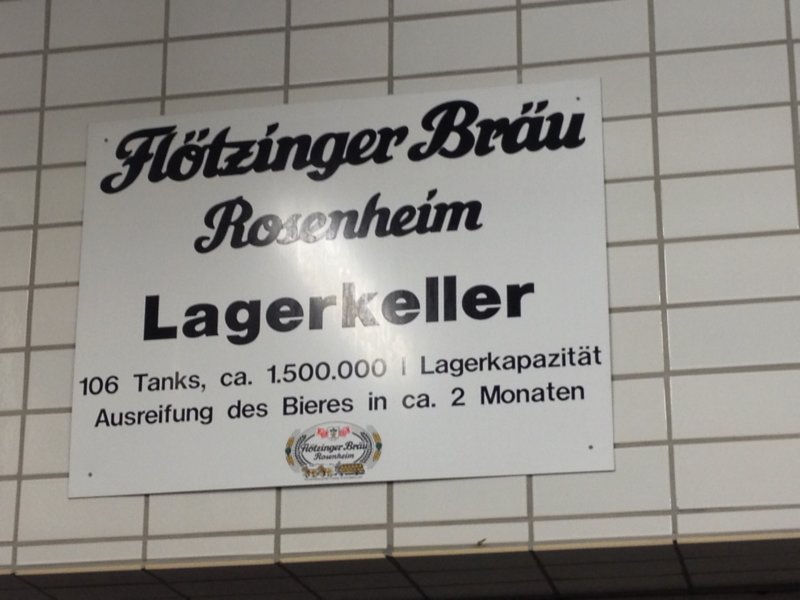 Flötzinger Bräu
Rosenheim
Lagerkeller
106 Tanks, ca. 1.500.000 l Lagerkapazität
Ausreifung des Bieres in ca. 2 Monaten
Flötzinger Bräu
Rosenheim